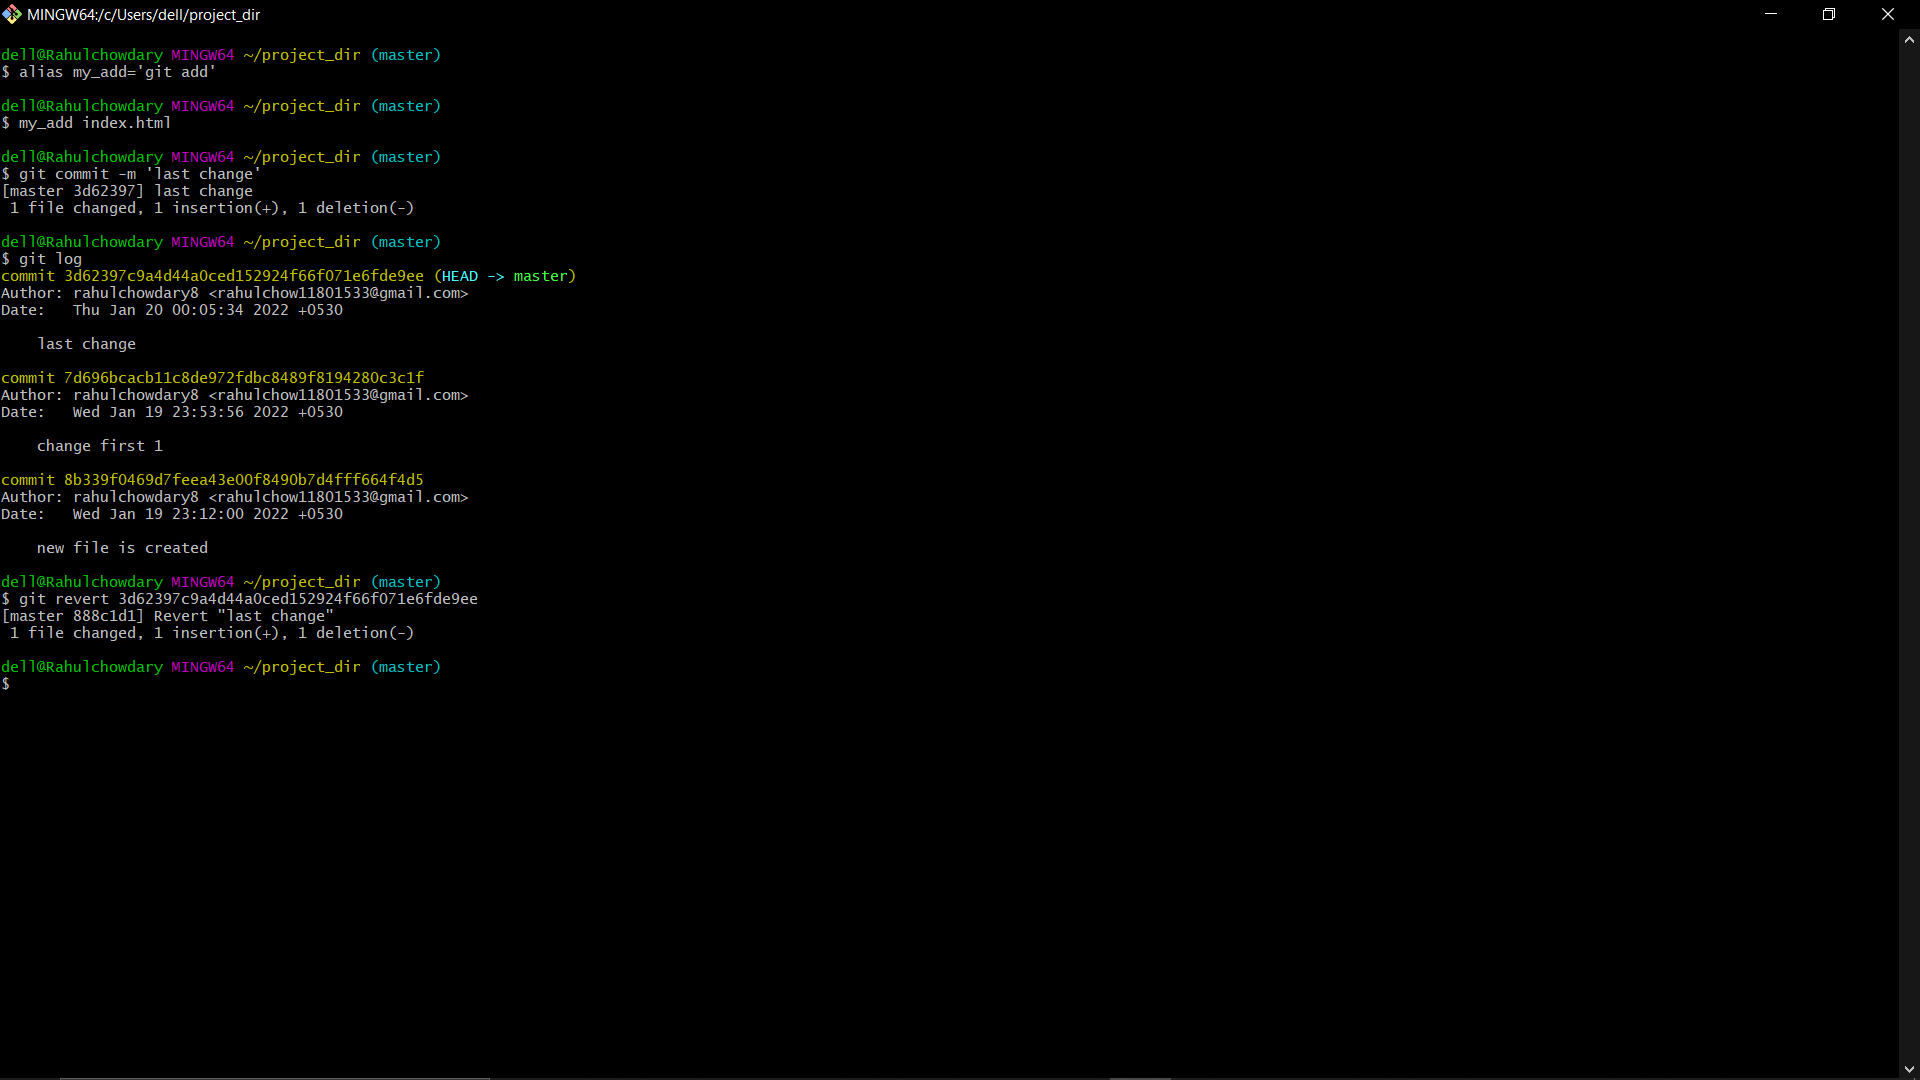 MINGW64:/c/Users/dell/project_dir
dell@Rahulchowdary MINGW64 ~/project_dir (master)
$ alias my_add='git add'
dell@Rahulchowdary MINGW64 ~/project_dir (master)
$ my_add index.html
dell@Rahulchowdary MINGW64 ~/project_dir (master)
$ git commit -m 'last change'
[master 3d62397] last change
 1 file changed, 1 insertion(+), 1 deletion(-)
dell@Rahulchowdary MINGW64 ~/project_dir (master)
$ git log
commit 3d62397c9a4d44a0ced152924f66f071e6fde9ee (HEAD -> master)
Author: rahulchowdary8 <rahulchow11801533@gmail.com>
Date:   Thu Jan 20 00:05:34 2022 +0530
    last change
commit 7d696bcacb11c8de972fdbc8489f8194280c3c1f
Author: rahulchowdary8 <rahulchow11801533@gmail.com>
Date:   Wed Jan 19 23:53:56 2022 +0530
    change first 1
commit 8b339f0469d7feea43e00f8490b7d4fff664f4d5
Author: rahulchowdary8 <rahulchow11801533@gmail.com>
Date:   Wed Jan 19 23:12:00 2022 +0530
    new file is created
dell@Rahulchowdary MINGW64 ~/project_dir (master)
$ git revert 3d62397c9a4d44a0ced152924f66f071e6fde9ee
[master 888c1d1] Revert "last change"
 1 file changed, 1 insertion(+), 1 deletion(-)
dell@Rahulchowdary MINGW64 ~/project_dir (master)
$